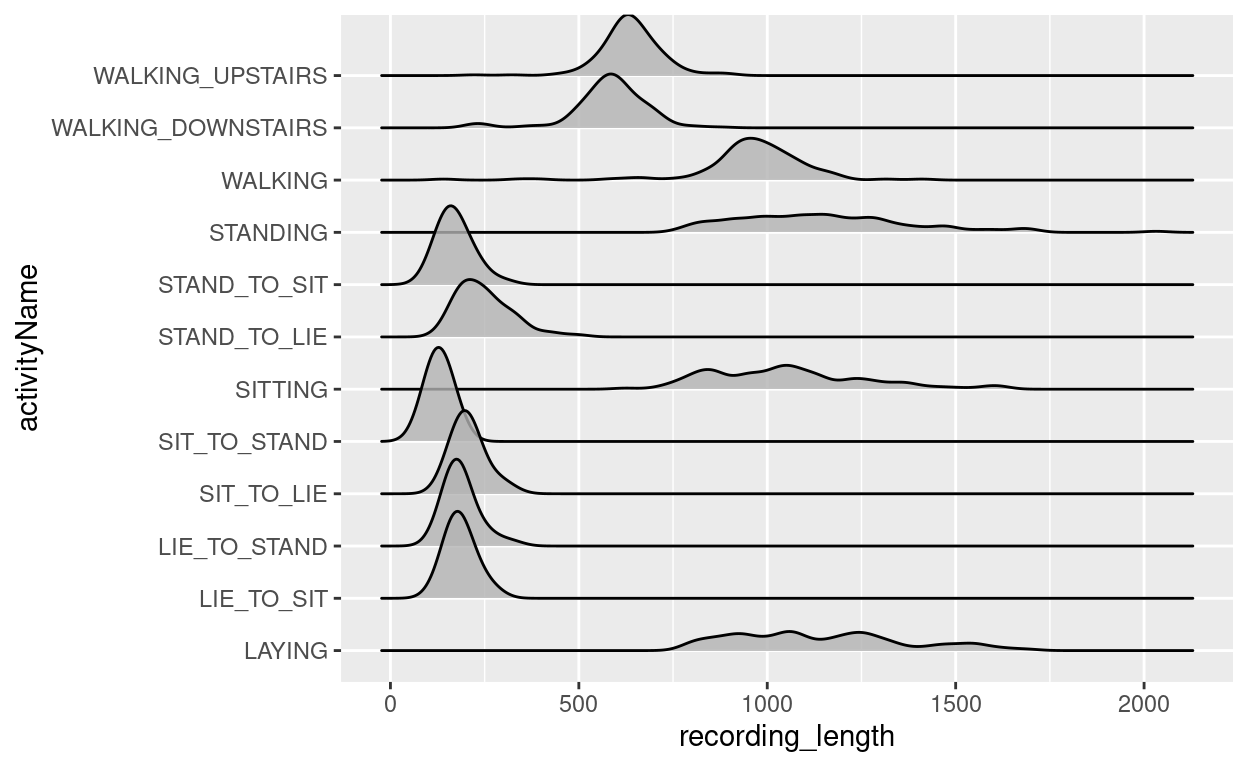 WALKING_UPSTAIRS
WALKING_DOWNSTAIRS
WALKING
STANDING
STAND_TO_SIT
STAND_TO_LIE
SITTING
SIT_TO_STAND
SIT_TO_LIE
LIE_TO_STAND
LIE_TO_SIT
LAYING
activityName
0 500 1000 1500 2000
recording_length